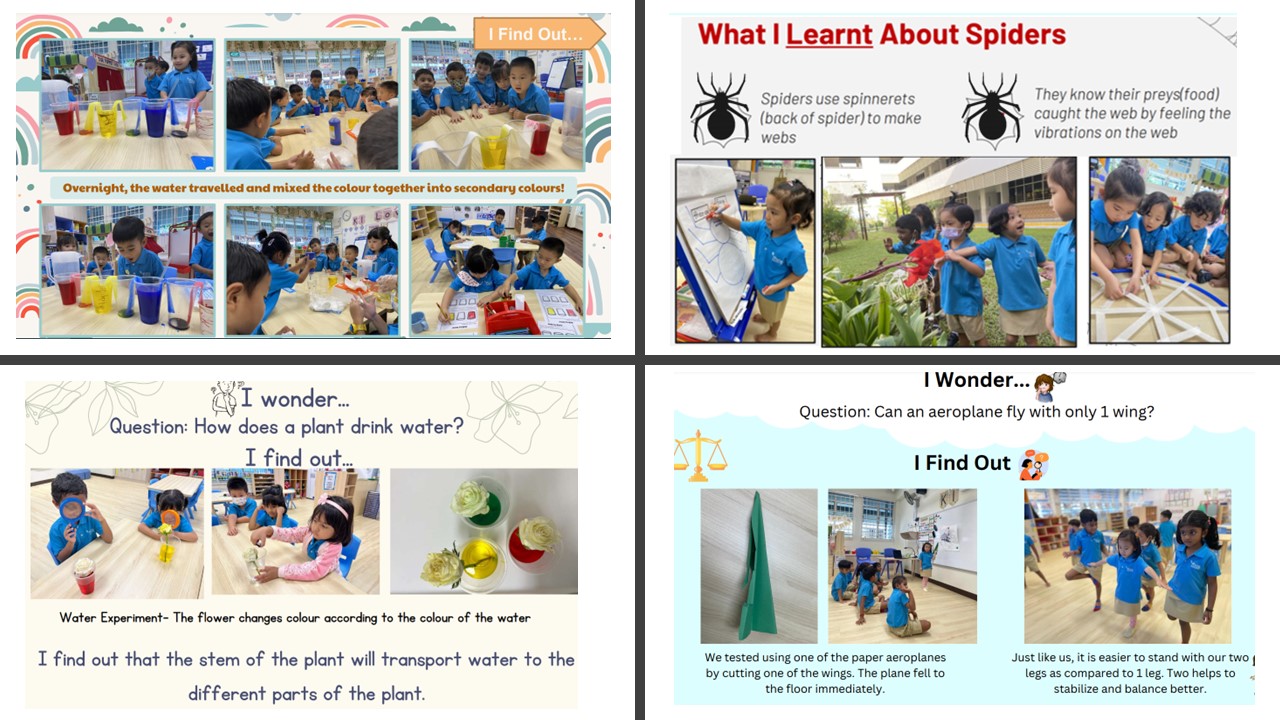 I Find Out...
Overnight, the water travelled and mixed the colour together into secondary colours!
What I Learnt About Spiders
Spiders use spinnerets
(back of spider) to make
webs
They know their preys(food)
caught the web by feeling the
vibrations on the web
I wonder...
Question: How does a plant drink water?
I find out...
Water Experiment- The flower changes colour according to the colour of the water
I find out that the stem of the plant will transport water to the
different parts of the plant.
I Wonder...
Question: Can an aeroplane fly with only 1 wing?
I Find Out
We tested using one of the paper aeroplanes
by cutting one of the wings. The plane fell to
the floor immediately.
Just like us, it is easier to stand with our two
legs as compared to 1 leg. Two helps to
stabilize and balance better.